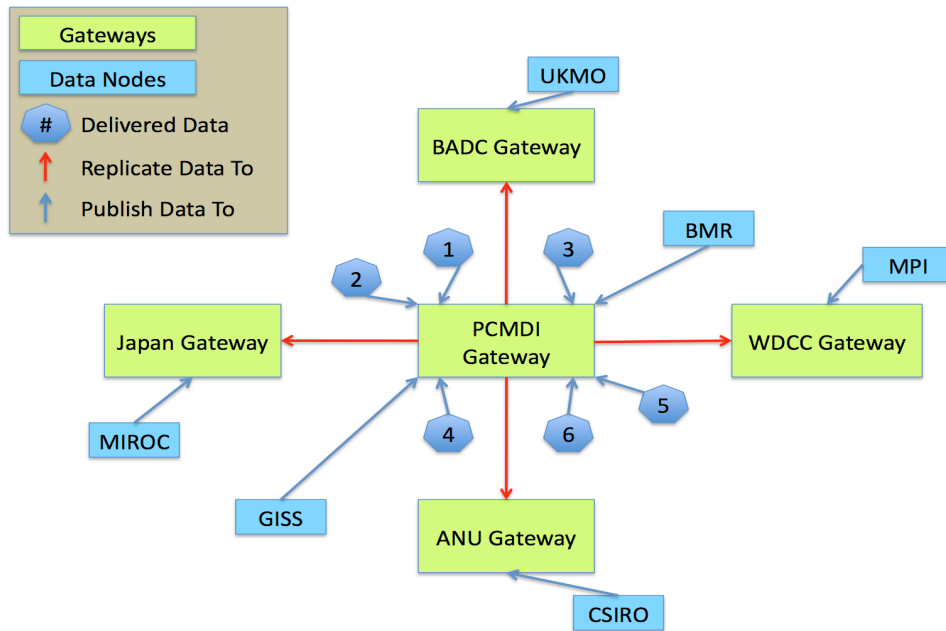 Gateways
Data Nodes
# Delivered Data
Replicate Data To
Publish Data To
UKMO
BADC Gateway
BMR
MPI
1
3
2
Japan Gateway
PCMDI
Gateway
WDCC Gateway
MIROC
4
6
5
GISS
ANU Gateway
CSIRO